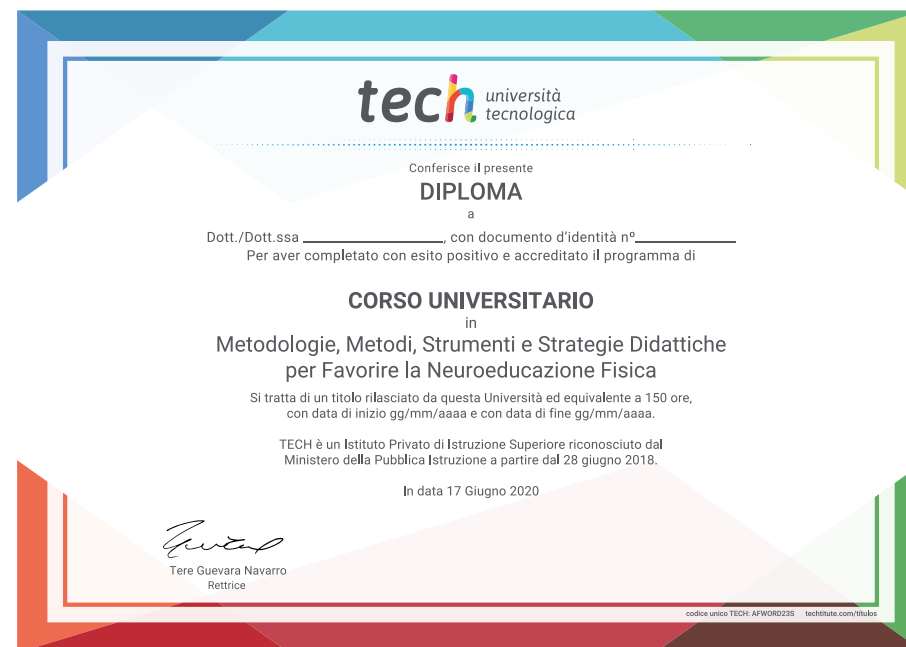 tech università
tecnologica
Conferisce il presente
DIPLOMA
a
Dott./Dott.ssa ________________, con documento d'identità nº____________
Per aver completato con esito positivo e accreditato il programma di
CORSO UNIVERSITARIO
in
Metodologie, Metodi, Strumenti e Strategie Didattiche
per Favorire la Neuroeducazione Fisica
Si tratta di un titolo rilasciato da questa Università ed equivalente a 150 ore,
con data di inizio gg/mm/aaaa e con data di fine gg/mm/aaaa.
TECH è un Istituto Privato di Istruzione Superiore riconosciuto dal
Ministero della Pubblica Istruzione a partire dal 28 giugno 2018.
In data 17 Giugno 2020
Tere Guevara Navarro
Rettrice
codice unico TECH: AFWORD23S techtitute.com/titulos